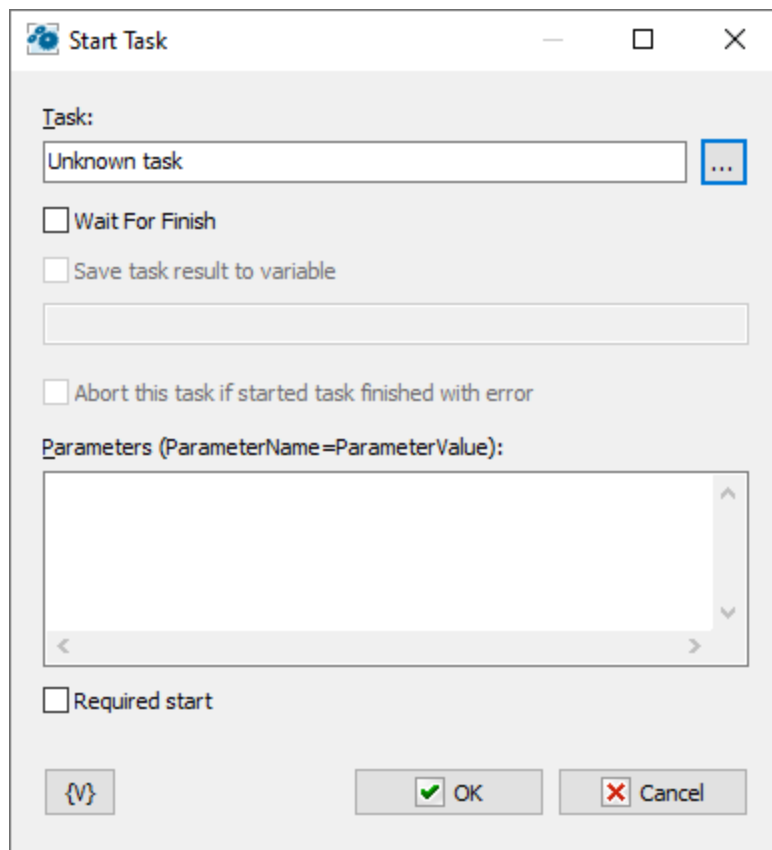 Start Task
Task:
Unknown task
...
Wait For Finish
Save task result to variable
Abort this task if started task finished with error
Parameters (ParameterName=ParameterValue):
Required start
{V}
OK
Cancel